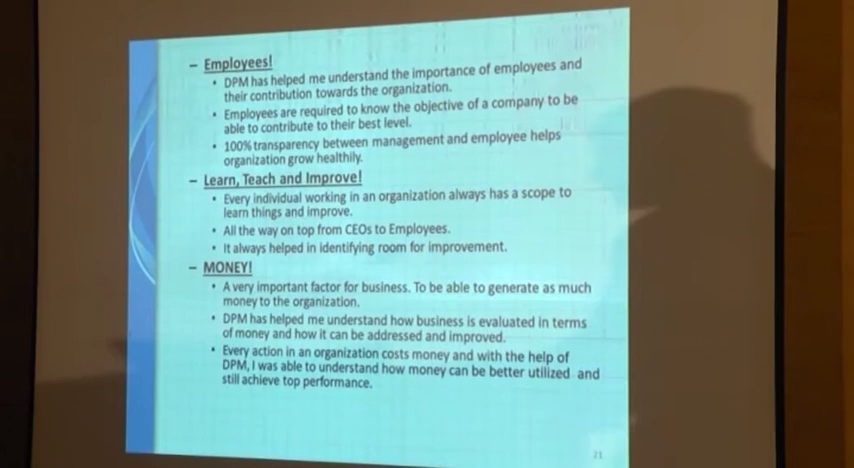 – Employees!
• DPM has helped me understand the importance of employees and
their contribution towards the organization.
• Employees are required to know the objective of a company to be
able to contribute to their best level.
• 100% transparency between management and employee helps
organization grow healthily.
– Learn, Teach and Improve!
• Every individual working in an organization always has a scope to
learn things and improve.
• All the way on top from CEOs to Employees.
• It always helped in identifying room for improvement.
– MONEY!
• A very important factor for business. To be able to generate as much
money to the organization.
• DPM has helped me understand how business is evaluated in terms
of money and how it can be addressed and improved.
• Every action in an organization costs money and with the help of
DPM, I was able to understand how money can be better utilized and
still achieve top performance.
21